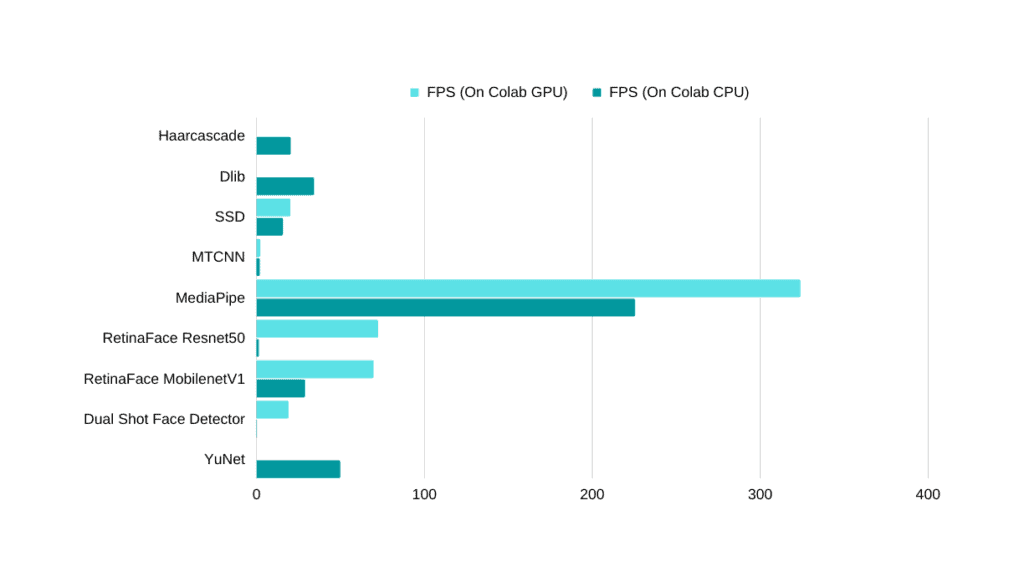 FPS (On Colab GPU) FPS (On Colab CPU)
Haarcascade
Dlib
SSD
MTCNN
MediaPipe
RetinaFace Resnet50
RetinaFace MobilenetV1
Dual Shot Face Detector
YuNet
0 100 200 300 400